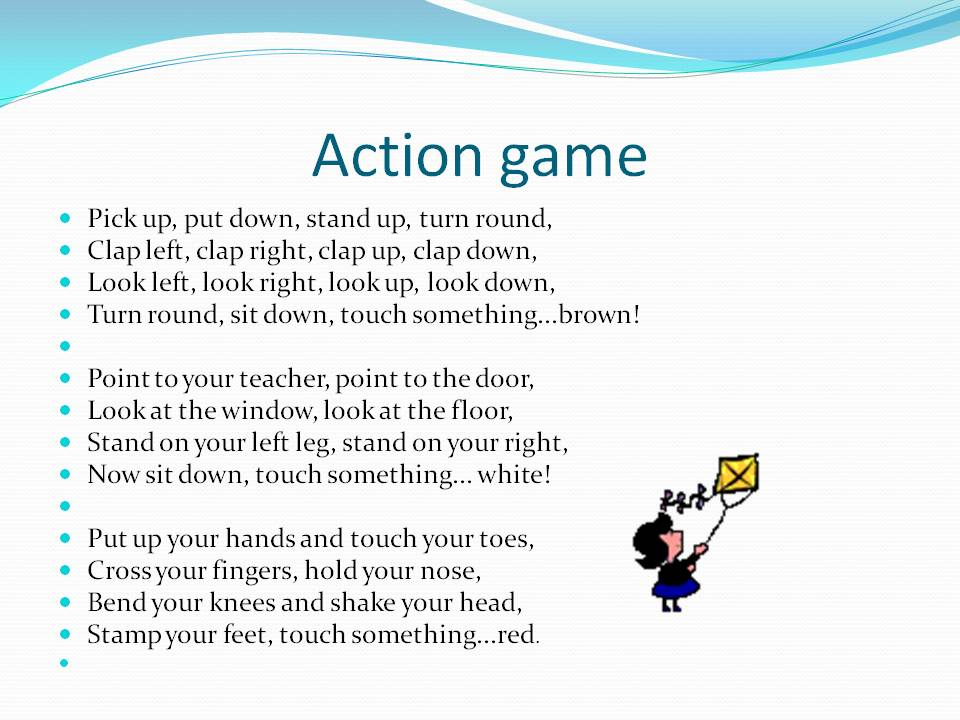 Action game
Pick up, put down, stand up, turn round,
Clap left, clap right, clap up, clap down,
Look left, look right, look up, look down,
Turn round, sit down, touch something...brown!
Point to your teacher, point to the door,
Look at the window, look at the floor,
Stand on your left leg, stand on your right,
Now sit down, touch something... white!
Put up your hands and touch your toes,
Cross your fingers, hold your nose,
Bend your knees and shake your head,
Stamp your feet, touch something...red.